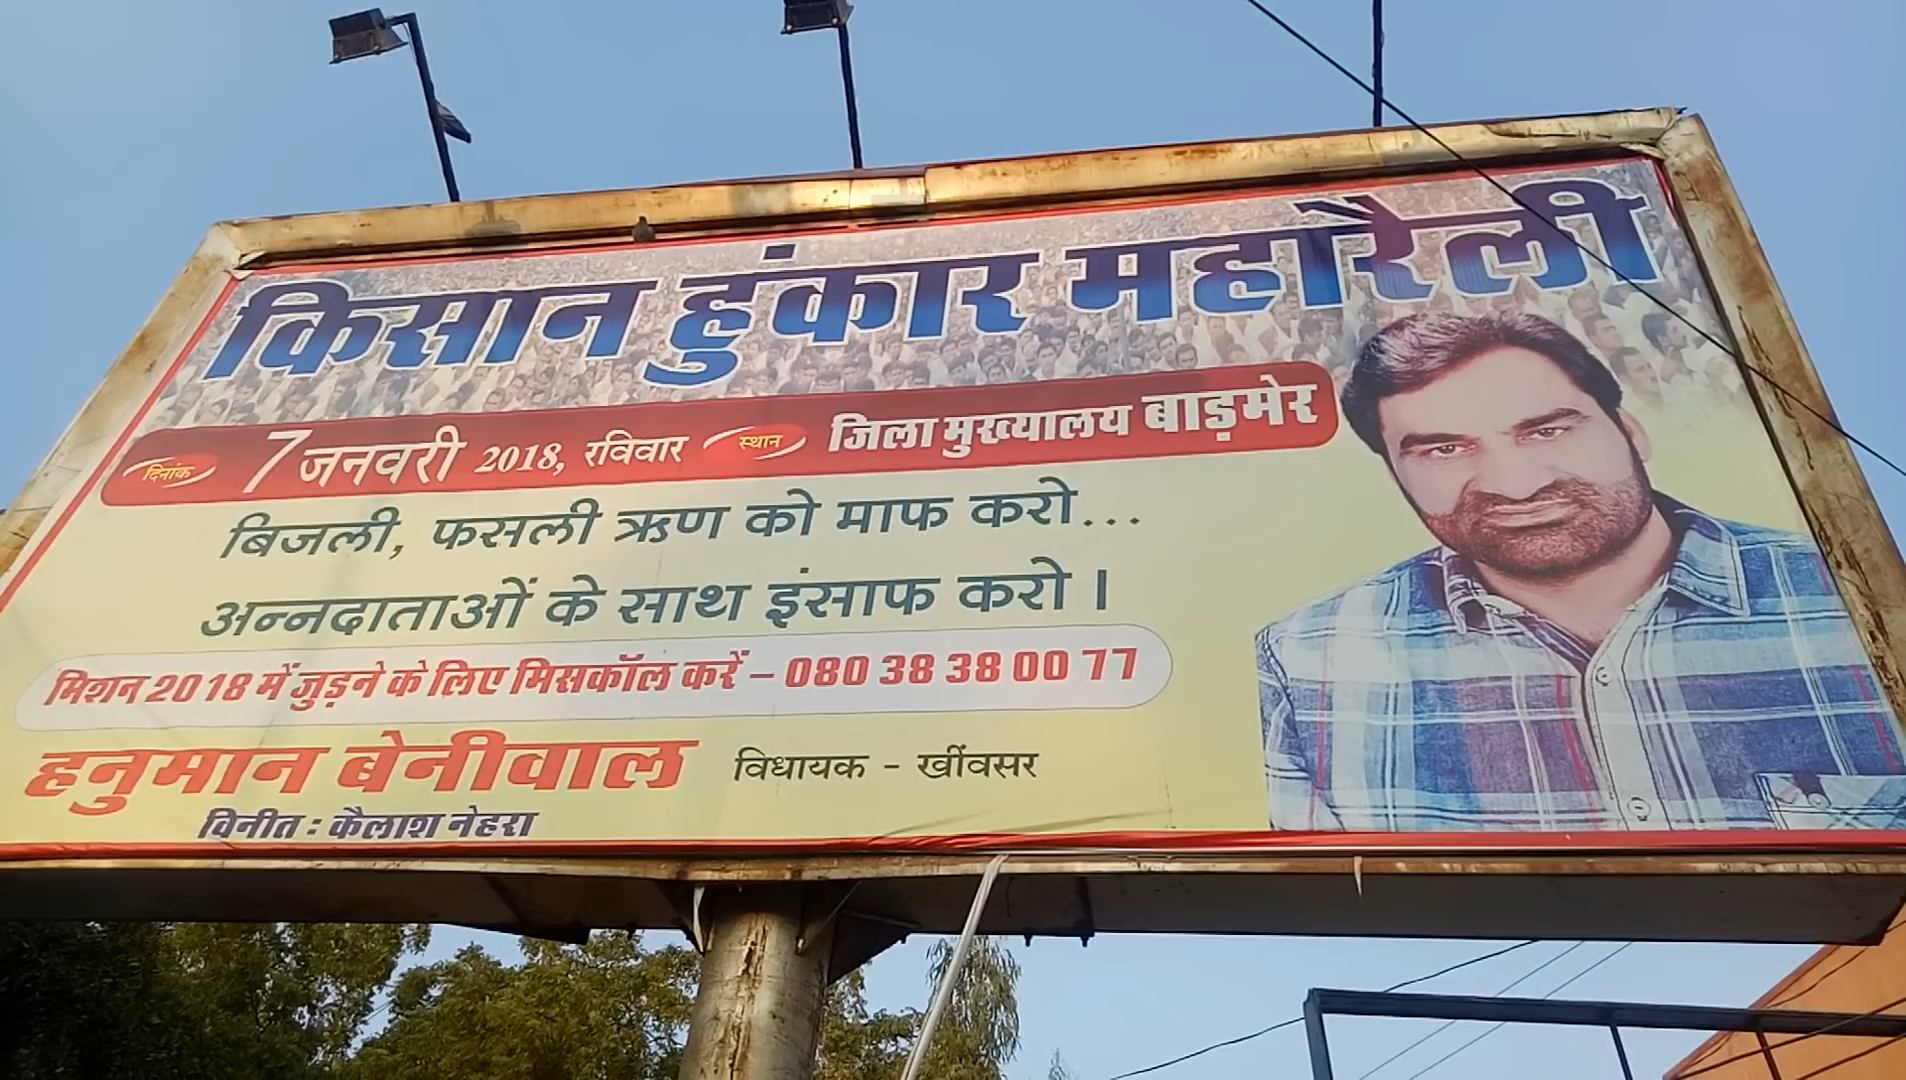 किसान हुंकार महारैली
दिनांक 7 जनवरी 2018, रविवार स्थान जिला मुख्यालय बाड़मेर
बिजली, फसली ऋण को माफ करो...
अन्नदाताओं के साथ इंसाफ करो ।
मिशन 2018 में जुड़ने के लिए मिसकॉल करें – 080 38 38 00 77
हनुमान बेनीवाल विधायक - खींवसर
विनीत : कैलाश नेहरा